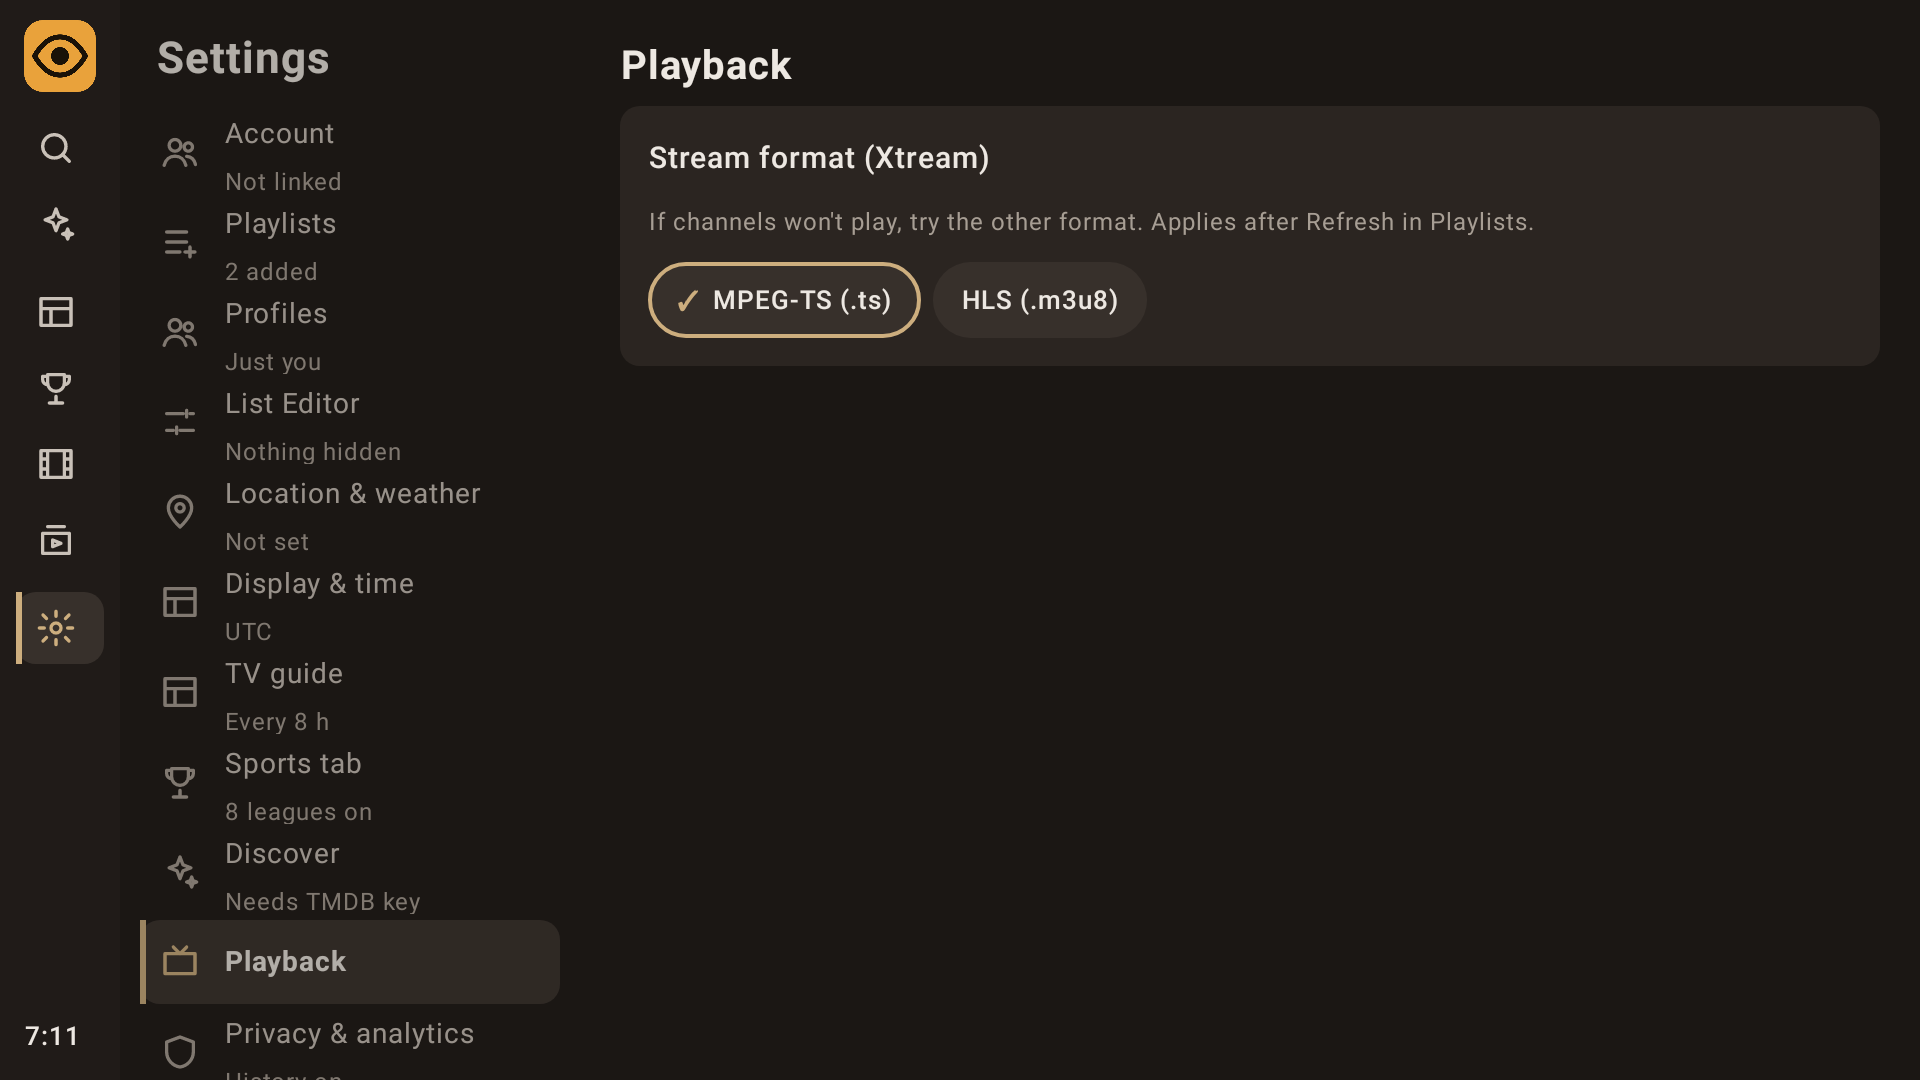 Settings
Account
Not linked
Playlists
2 added
Profiles
Just you
List Editor
Nothing hidden
Location & weather
Not set
Display & time
UTC
TV guide
Every 8 h
Sports tab
8 leagues on
Discover
Needs TMDB key
Playback
Privacy & analytics
History on
7:11
Playback
Stream format (Xtream)
If channels won't play, try the other format. Applies after Refresh in Playlists.
✓ MPEG-TS (.ts)
HLS (.m3u8)